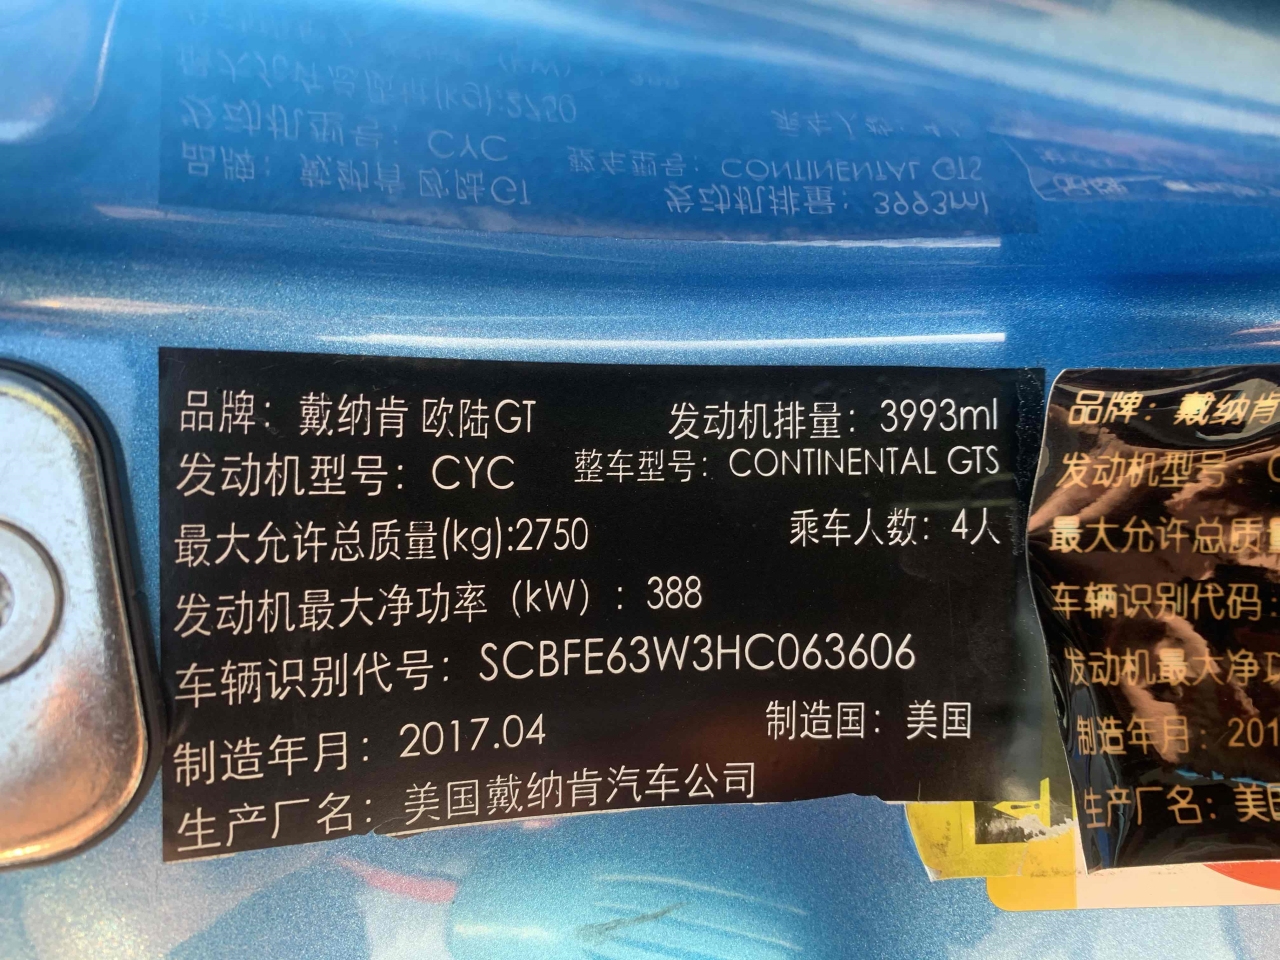 品牌：戴纳肯 欧陆GT 发动机排量：3993ml
发动机型号：CYC 整车型号：CONTINENTAL GTS
最大允许总质量(kg):2750 乘车人数：4人
发动机最大净功率（kW）：388
车辆识别代号：SCBFE63W3HC063606
制造年月：2017.04 制造国：美国
生产厂名：美国戴纳肯汽车公司
品牌：戴纳肯
发动机型号：
最大允许总质量
车辆识别代码：
发动机最大净功
制造年月：201
生产厂名：美国